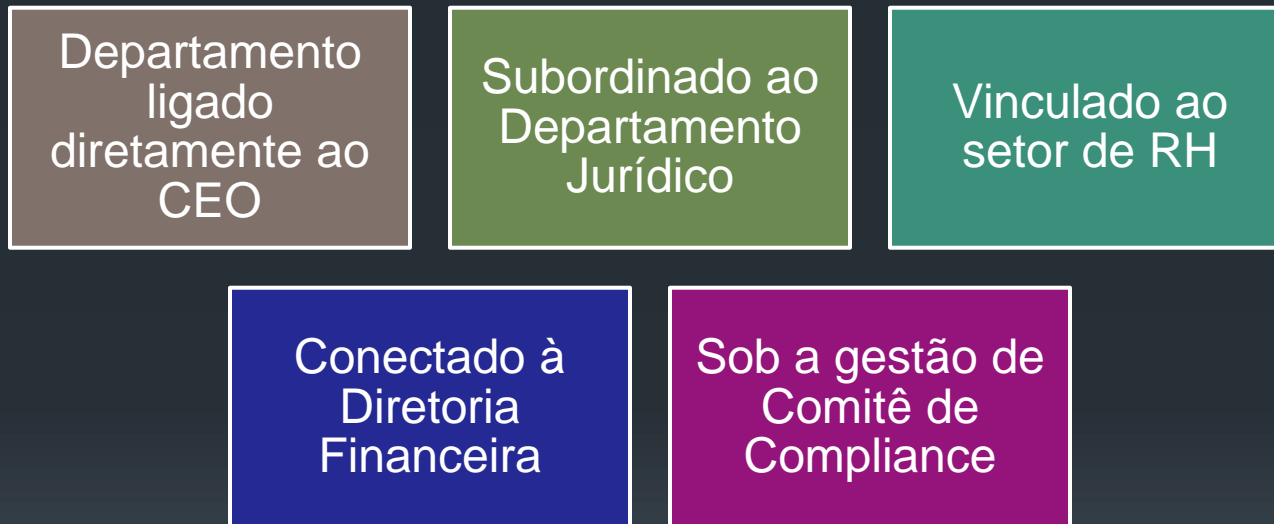 Departamento
ligado
diretamente ao
CEO
Subordinado ao
Departamento
Jurídico
Vinculado ao
setor de RH
Conectado à
Diretoria
Financeira
Sob a gestão de
Comitê de
Compliance